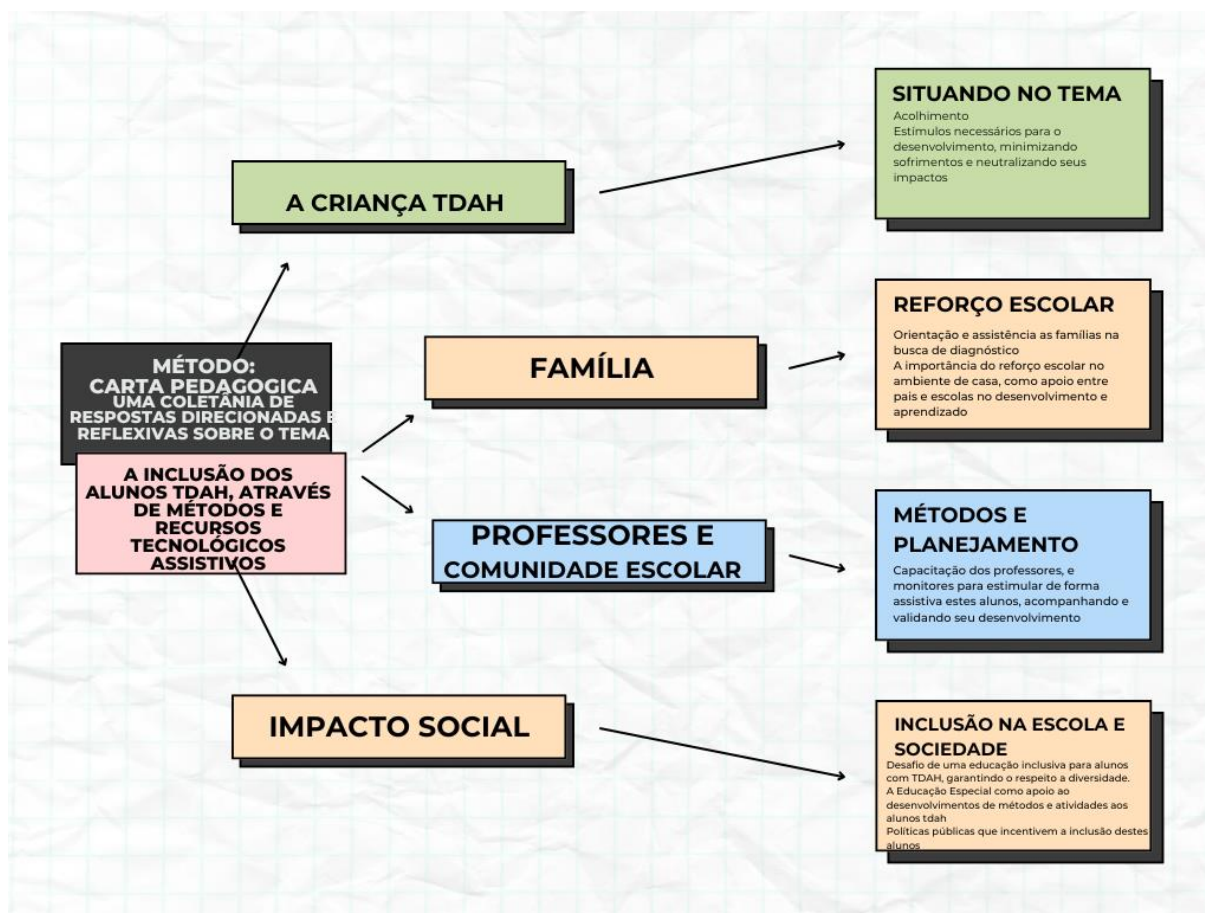 SITUANDO NO TEMA
Acolhimento
Estímulos necessários para o
desenvolvimento, minimizando
sofrimentos e neutralizando seus
impactos
A CRIANÇA TDAH
REFORÇO ESCOLAR
Orientação e assistência as famílias na
busca de diagnóstico
A importância do reforço escolar no
ambiente de casa, como apoio entre
pais e escolas no desenvolvimento e
aprendizado
FAMÍLIA
MÉTODO:
CARTA PEDAGOGICA
UMA COLETÂNIA DE
RESPOSTAS DIRECIONADAS E
REFLEXIVAS SOBRE O TEMA
A INCLUSÃO DOS
ALUNOS TDAH, ATRAVÉS
DE MÉTODOS E
RECURSOS
TECNOLÓGICOS
ASSISTIVOS
PROFESSORES E
COMUNIDADE ESCOLAR
MÉTODOS E
PLANEJAMENTO
Capacitação dos professores, e
monitores para estimular de forma
assistiva estes alunos, acompanhando e
validando seu desenvolvimento
IMPACTO SOCIAL
INCLUSÃO NA ESCOLA E
SOCIEDADE
Desafio de uma educação inclusiva para alunos
com TDAH, garantindo o respeito a diversidade.
A Educação Especial como apoio ao
desenvolvimentos de métodos e atividades aos
alunos tdah
Políticas públicas que incentivem a inclusão destes
alunos